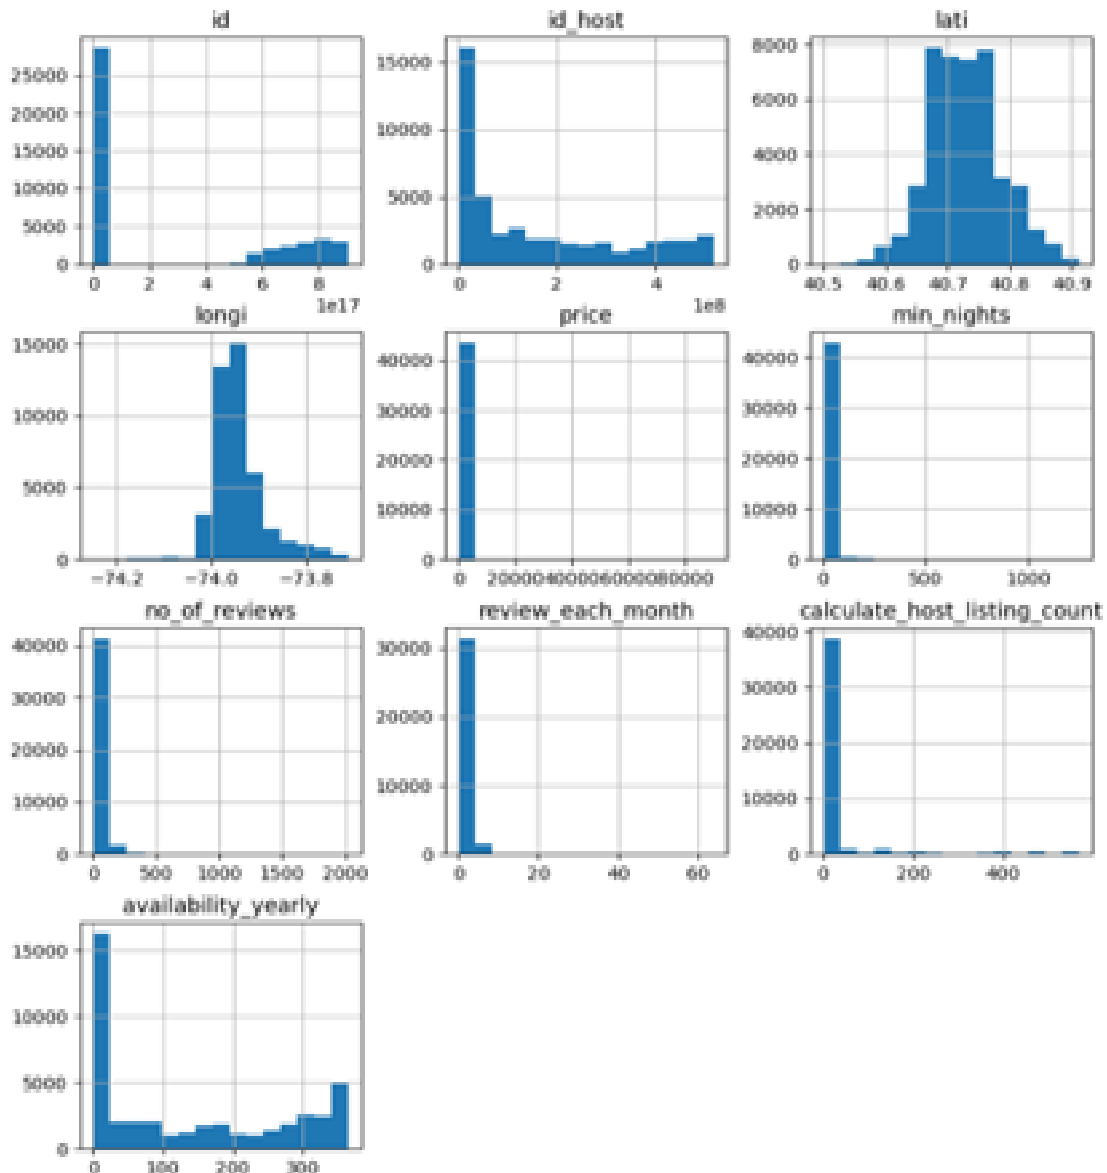 id
25000
20000
15000
10000
5000
0
0 2 4 6 8
1e17
id_host
15000
10000
5000
0
0 2 4
1e8
lati
8000
6000
4000
2000
0
40.5 40.6 40.7 40.8 40.9
longi
15000
10000
5000
0
−74.2 −74.0 −73.8
price
40000
30000
20000
10000
0
0 20000 40000 60000 80000
min_nights
40000
30000
20000
10000
0
0 500 1000
no_of_reviews
40000
30000
20000
10000
0
0 500 1000 1500 2000
review_each_month
30000
20000
10000
0
0 20 40 60
calculate_host_listing_count
40000
30000
20000
10000
0
0 200 400
availability_yearly
15000
10000
5000
0
0 100 200 300